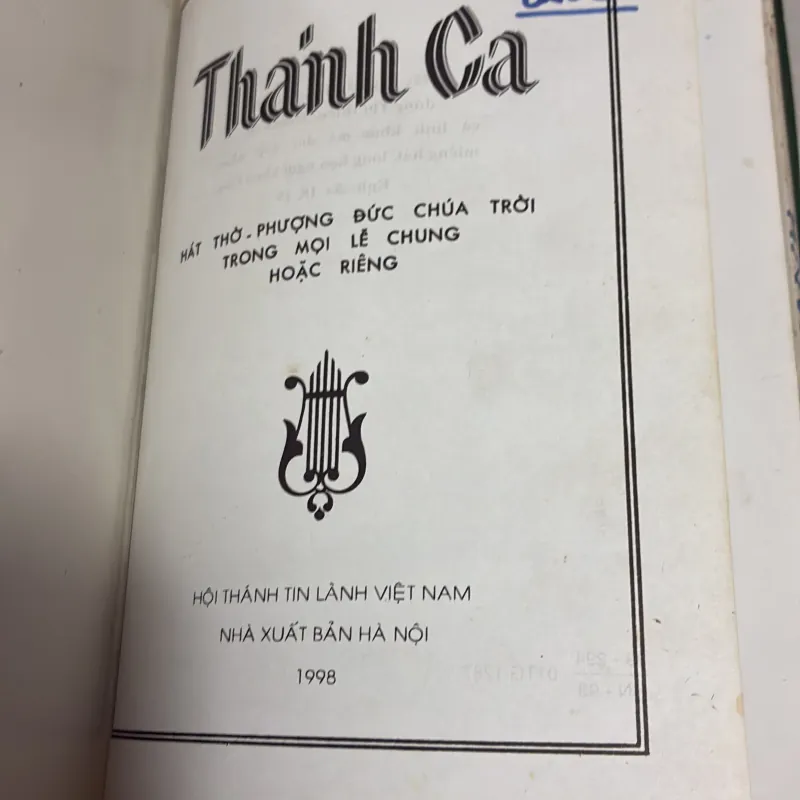 Thánh Ca
HÁT THỜ-PHƯỢNG ĐỨC CHÚA TRỜI
TRONG MỌI LỄ CHUNG
HOẶC RIÊNG
HỘI THÁNH TIN LÀNH VIỆT NAM
NHÀ XUẤT BẢN HÀ NỘI
1998